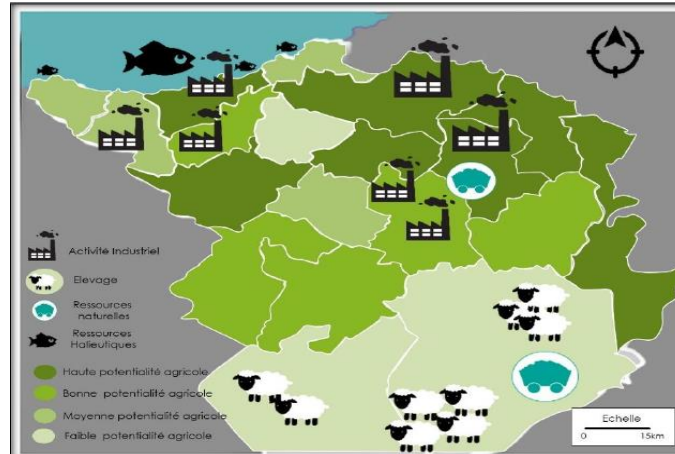 Activité Industriel
Elevage
Ressources
naturelles
Ressources
Halieutiques
Haute potentialité agricole
Bonne potentialité agricole
Moyenne potentialité agricole
Faible potentialité agricole
Echelle
0 15km